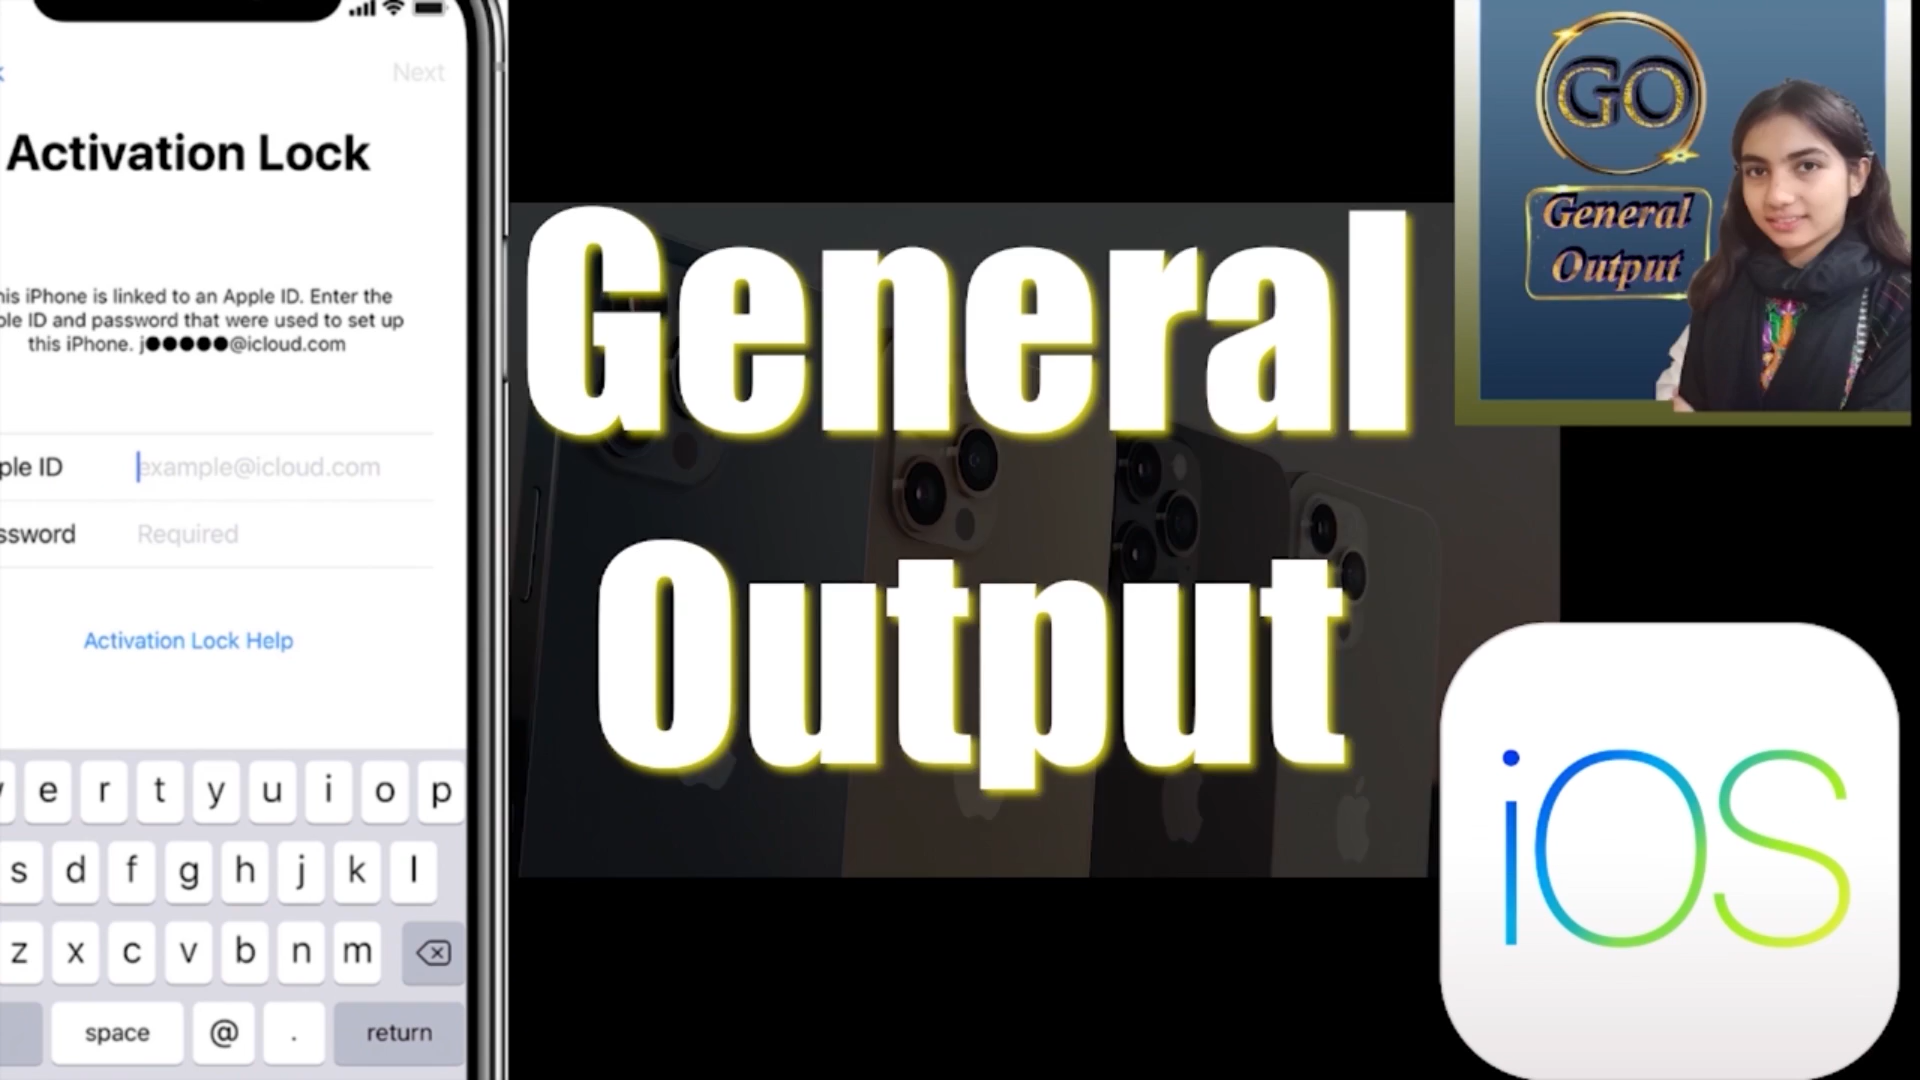 Next
Activation Lock
his iPhone is linked to an Apple ID. Enter the
ple ID and password that were used to set up
this iPhone. j●●●●●@icloud.com
ple ID
example@icloud.com
ssword
Required
Activation Lock Help
e r t y u i o p
s d f g h j k l
z x c v b n m
space @ . return
General
Output
GO
General
Output
iOS